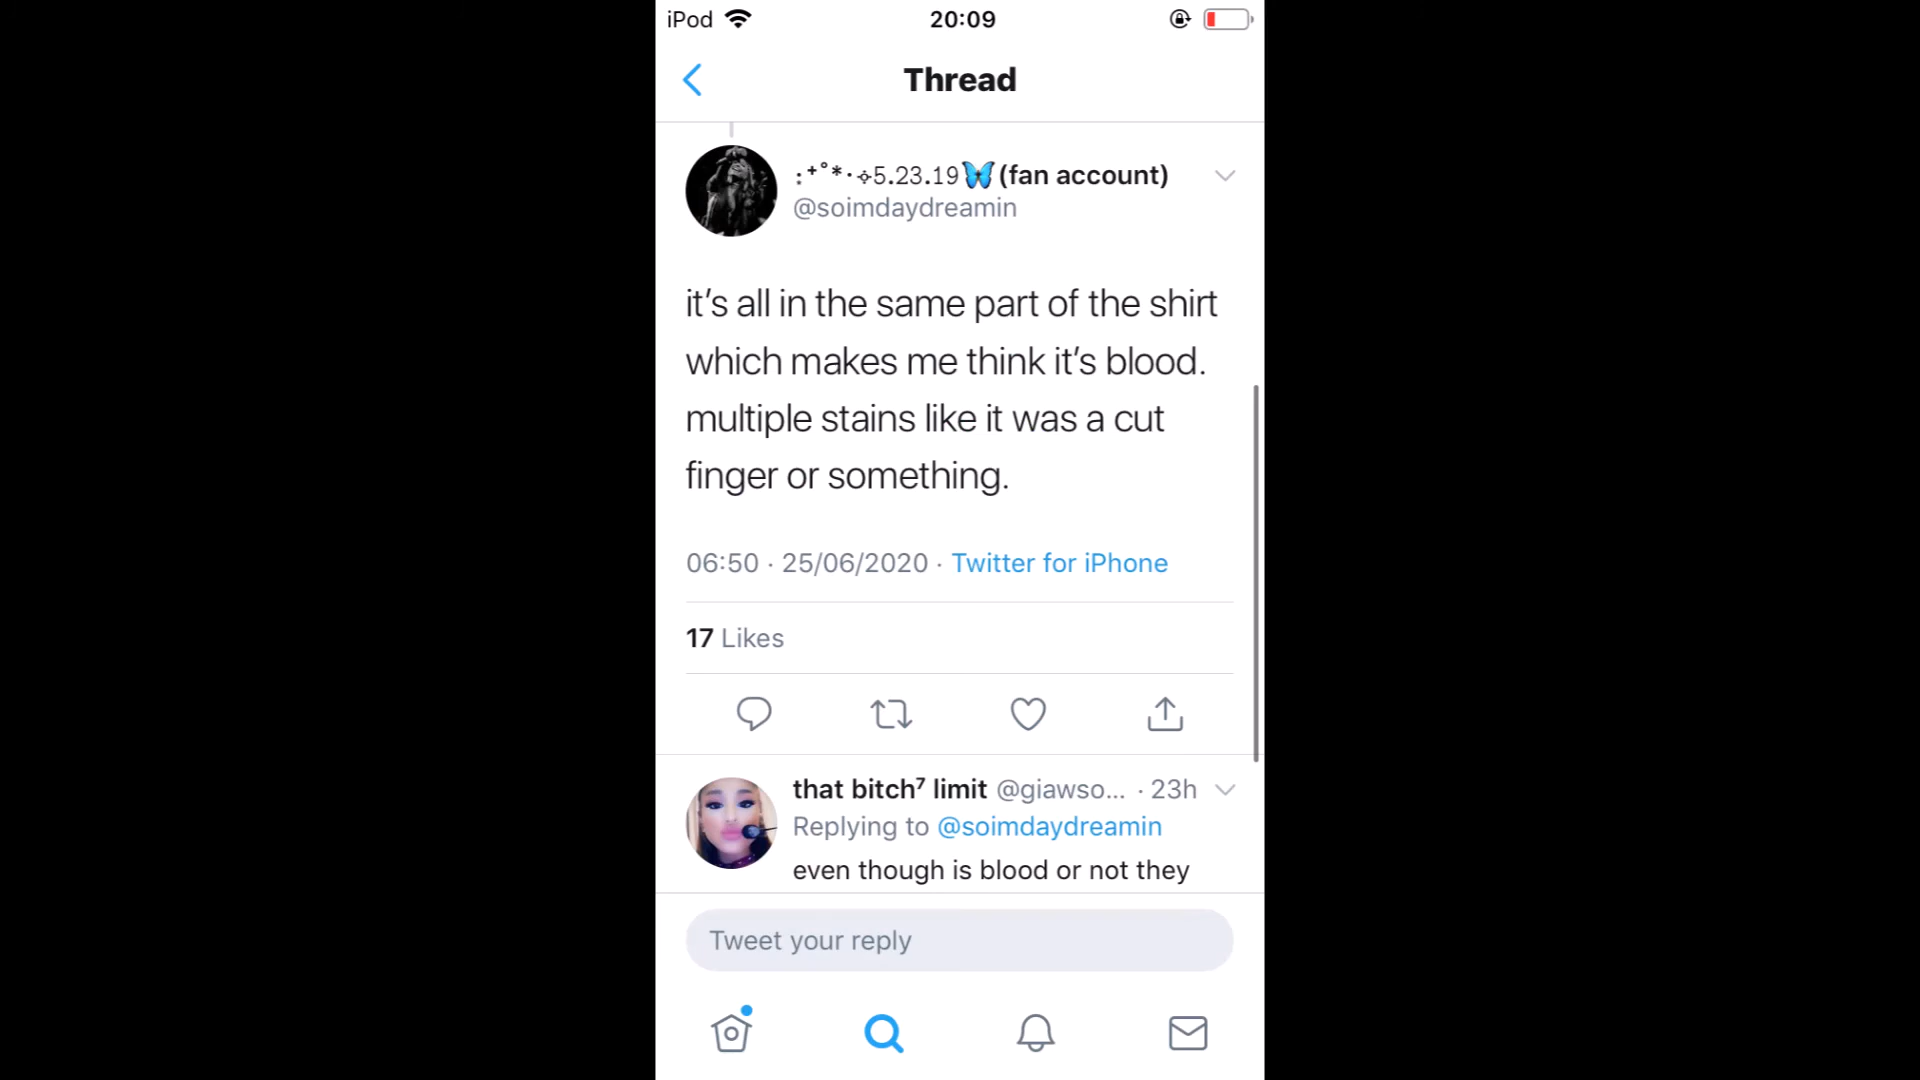 iPod 20:09
Thread
:⁺˚*·⟡5.23.19🦋(fan account)
@soimdaydreamin
it's all in the same part of the shirt
which makes me think it's blood.
multiple stains like it was a cut
finger or something.
06:50 · 25/06/2020 · Twitter for iPhone
17 Likes
that bitch⁷ limit @giawso... · 23h
Replying to @soimdaydreamin
even though is blood or not they
Tweet your reply